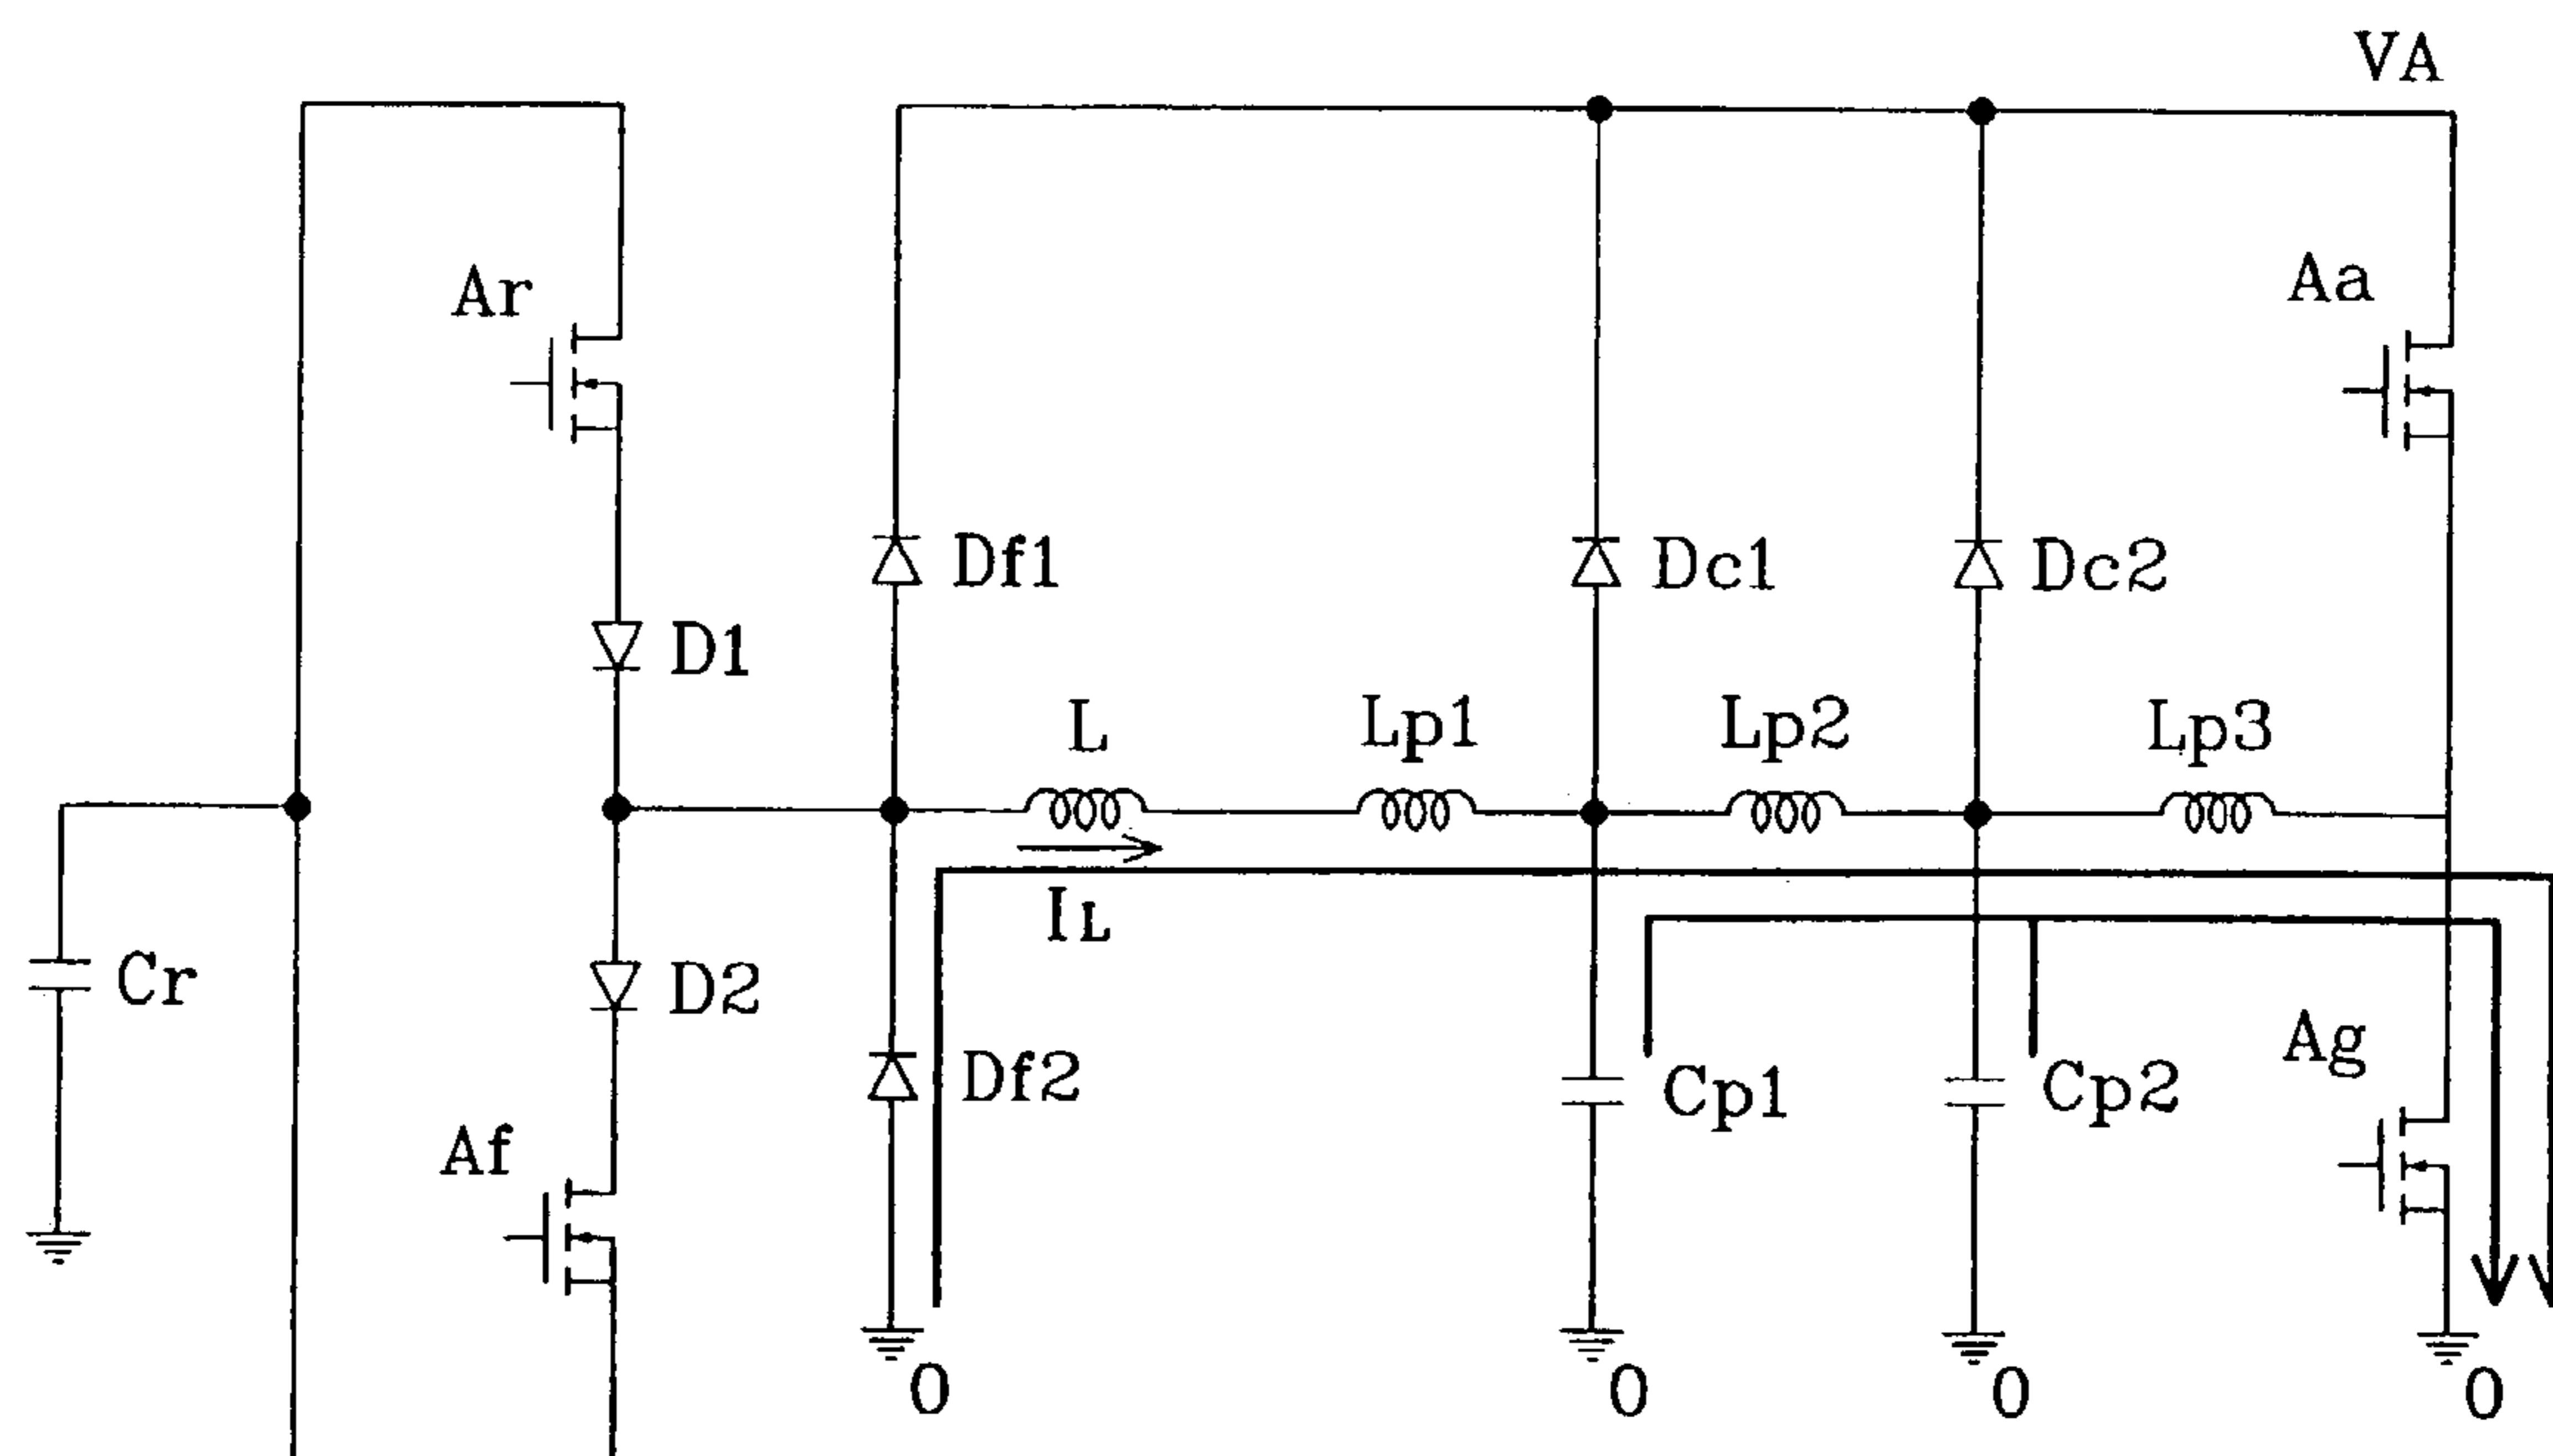 VA
Ar
Aa
Df1
Dc1
Dc2
D1
L
Lp1
Lp2
Lp3
IL
Cr
D2
Df2
Cp1
Cp2
Ag
Af
0
0
0
0